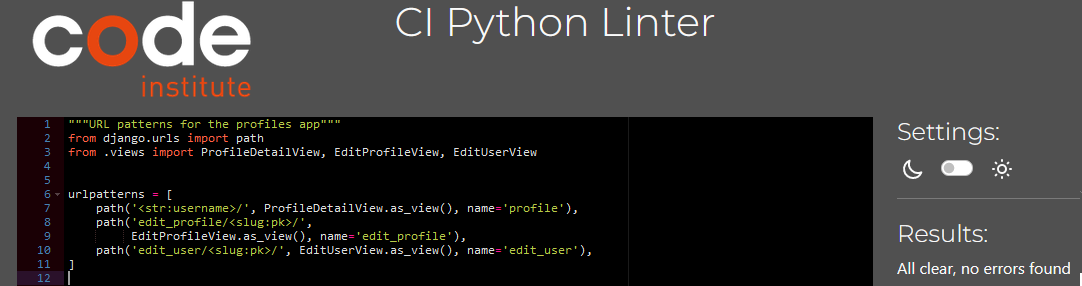 code
institute
CI Python Linter
1 """URL patterns for the profiles app"""
2 from django.urls import path
3 from .views import ProfileDetailView, EditProfileView, EditUserView
4
5
6 urlpatterns = [
7     path('<str:username>/', ProfileDetailView.as_view(), name='profile'),
8     path('edit_profile/<slug:pk>/',
9          EditProfileView.as_view(), name='edit_profile'),
10     path('edit_user/<slug:pk>/', EditUserView.as_view(), name='edit_user'),
11 ]
12
Settings:
Results:
All clear, no errors found